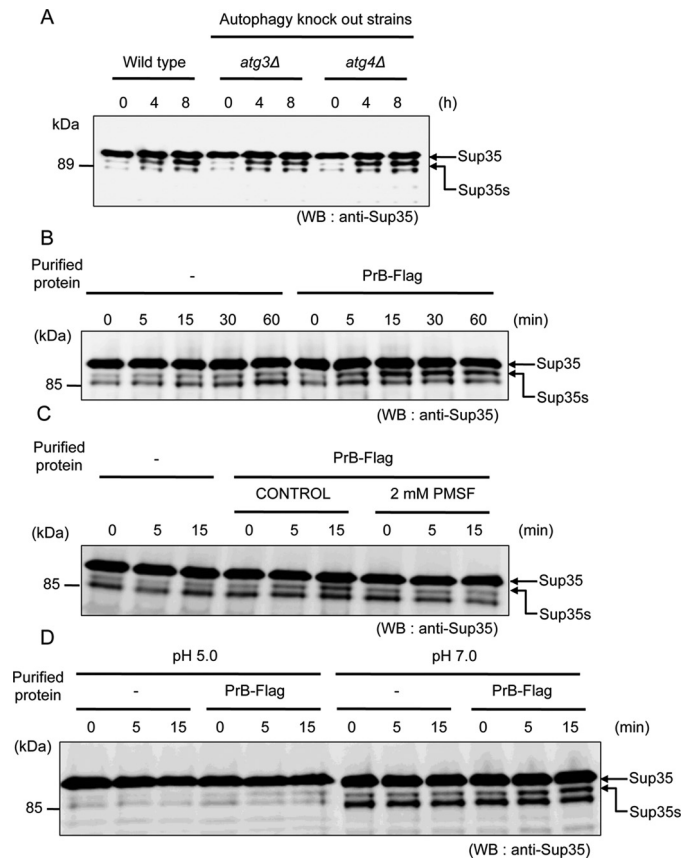 A
Autophagy knock out strains
Wild type atg3Δ atg4Δ
0 4 8 0 4 8 0 4 8 (h)
kDa
89
Sup35
Sup35s
(WB : anti-Sup35)
B
Purified protein
- PrB-Flag
0 5 15 30 60 0 5 15 30 60 (min)
(kDa)
85
Sup35
Sup35s
(WB : anti-Sup35)
C
Purified protein
- PrB-Flag
CONTROL 2 mM PMSF
0 5 15 0 5 15 0 5 15 (min)
(kDa)
85
Sup35
Sup35s
(WB : anti-Sup35)
D
pH 5.0 pH 7.0
Purified protein
- PrB-Flag - PrB-Flag
0 5 15 0 5 15 0 5 15 0 5 15 (min)
(kDa)
85
Sup35
Sup35s
(WB : anti-Sup35)